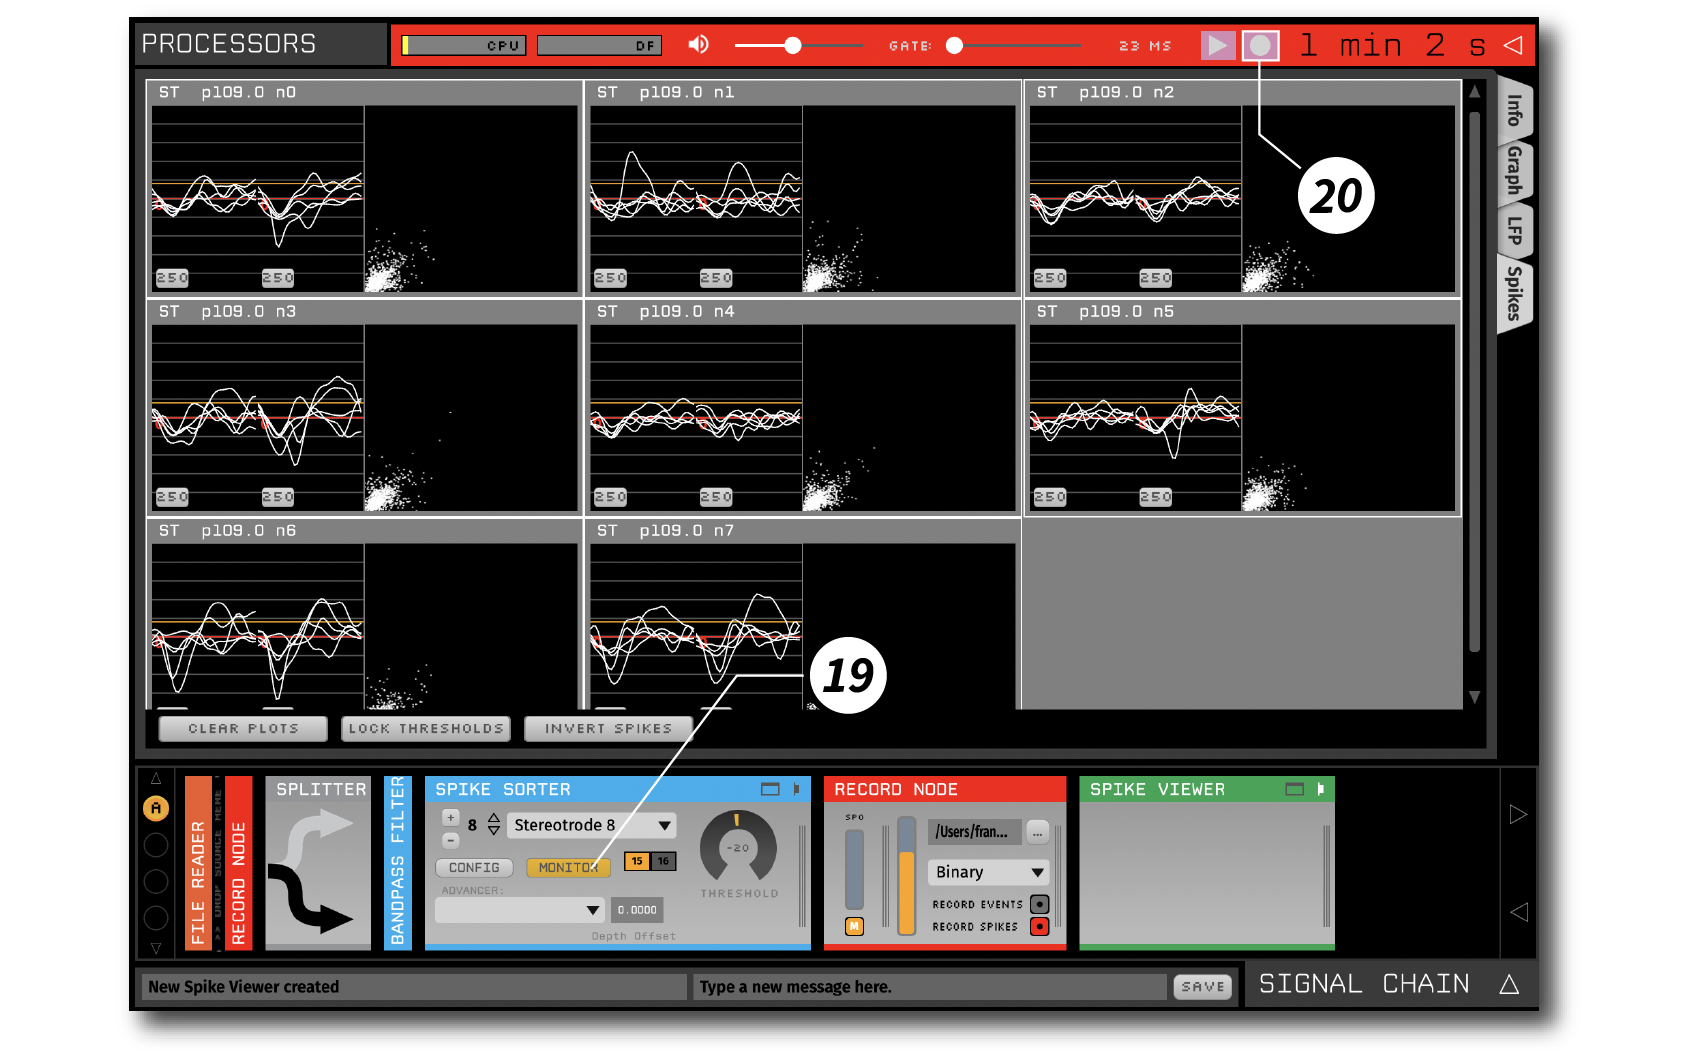 PROCESSORS
CPU
DF
GATE:
23 MS
1 min 2 s
ST p109.0 n0
ST p109.0 n1
ST p109.0 n2
Info
Graph
LFP
Spikes
20
250 250
250 250
250 250
ST p109.0 n3
ST p109.0 n4
ST p109.0 n5
250 250
250 250
250 250
ST p109.0 n6
ST p109.0 n7
19
CLEAR PLOTS
LOCK THRESHOLDS
INVERT SPIKES
A
FILE READER
>> DROP SOURCE HERE
RECORD NODE
SPLITTER
BANDPASS FILTER
SPIKE SORTER
+
8
-
Stereotrode 8
CONFIG
MONITOR
15 16
-20
THRESHOLD
ADVANCER:
0.0000
Depth Offset
RECORD NODE
SP0
M
/Users/fran...
...
Binary
RECORD EVENTS
RECORD SPIKES
SPIKE VIEWER
New Spike Viewer created
Type a new message here.
SAVE
SIGNAL CHAIN